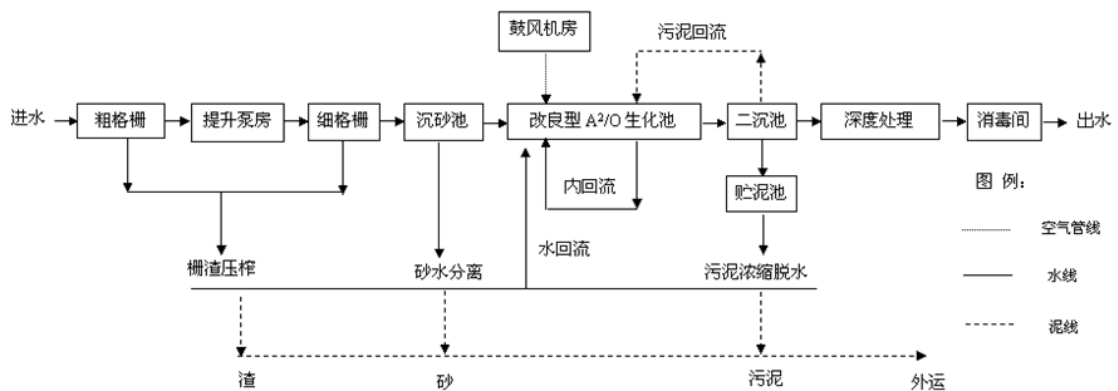 鼓风机房
污泥回流
进水
粗格栅
提升泵房
细格栅
沉砂池
改良型 A²/O 生化池
二沉池
深度处理
消毒间
出水
内回流
贮泥池
图 例：
水回流
空气管线
栅渣压榨
砂水分离
污泥浓缩脱水
水线
泥线
渣
砂
污泥
外运